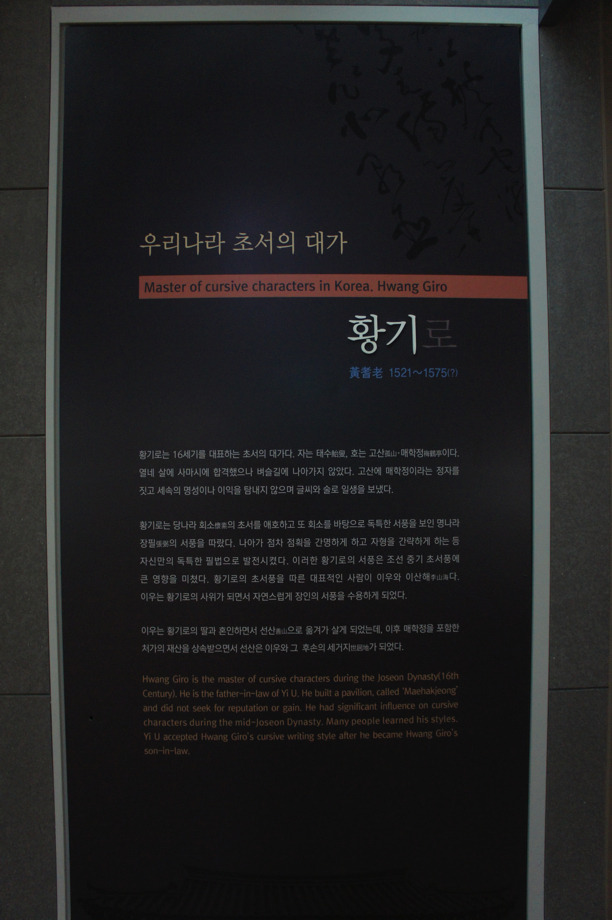 우리나라 초서의 대가
Master of cursive characters in Korea, Hwang Giro
황기로
黃耆老 1521~1575(?)
황기로는 16세기를 대표하는 초서의 대가다. 자는 태수鮐叟, 호는 고산孤山·매학정梅鶴亭이다.
열네 살에 사마시에 합격했으나 벼슬길에 나아가지 않았다. 고산에 매학정이라는 정자를
짓고 세속의 명성이나 이익을 탐내지 않으며 글씨와 술로 일생을 보냈다.
황기로는 당나라 회소懷素의 초서를 애호하고 또 회소를 바탕으로 독특한 서풍을 보인 명나라
장필張弼의 서풍을 따랐다. 나아가 점차 점획을 간명하게 하고 자형을 간략하게 하는 등
자신만의 독특한 필법으로 발전시켰다. 이러한 황기로의 서풍은 조선 중기 초서풍에
큰 영향을 미쳤다. 황기로의 초서풍을 따른 대표적인 사람이 이우와 이산해李山海다.
이우는 황기로의 사위가 되면서 자연스럽게 장인의 서풍을 수용하게 되었다.
이우는 황기로의 딸과 혼인하면서 선산善山으로 옮겨가 살게 되었는데, 이후 매학정을 포함한
처가의 재산을 상속받으면서 선산은 이우와 그 후손의 세거지世居地가 되었다.
Hwang Giro is the master of cursive characters during the Joseon Dynasty(16th
Century). He is the father-in-law of Yi U. He built a pavilion, called 'Maehakjeong'
and did not seek for reputation or gain. He had significant influence on cursive
characters during the mid-Joseon Dynasty. Many people learned his styles.
Yi U accepted Hwang Giro's cursive writing style after he became Hwang Giro's
son-in-law.